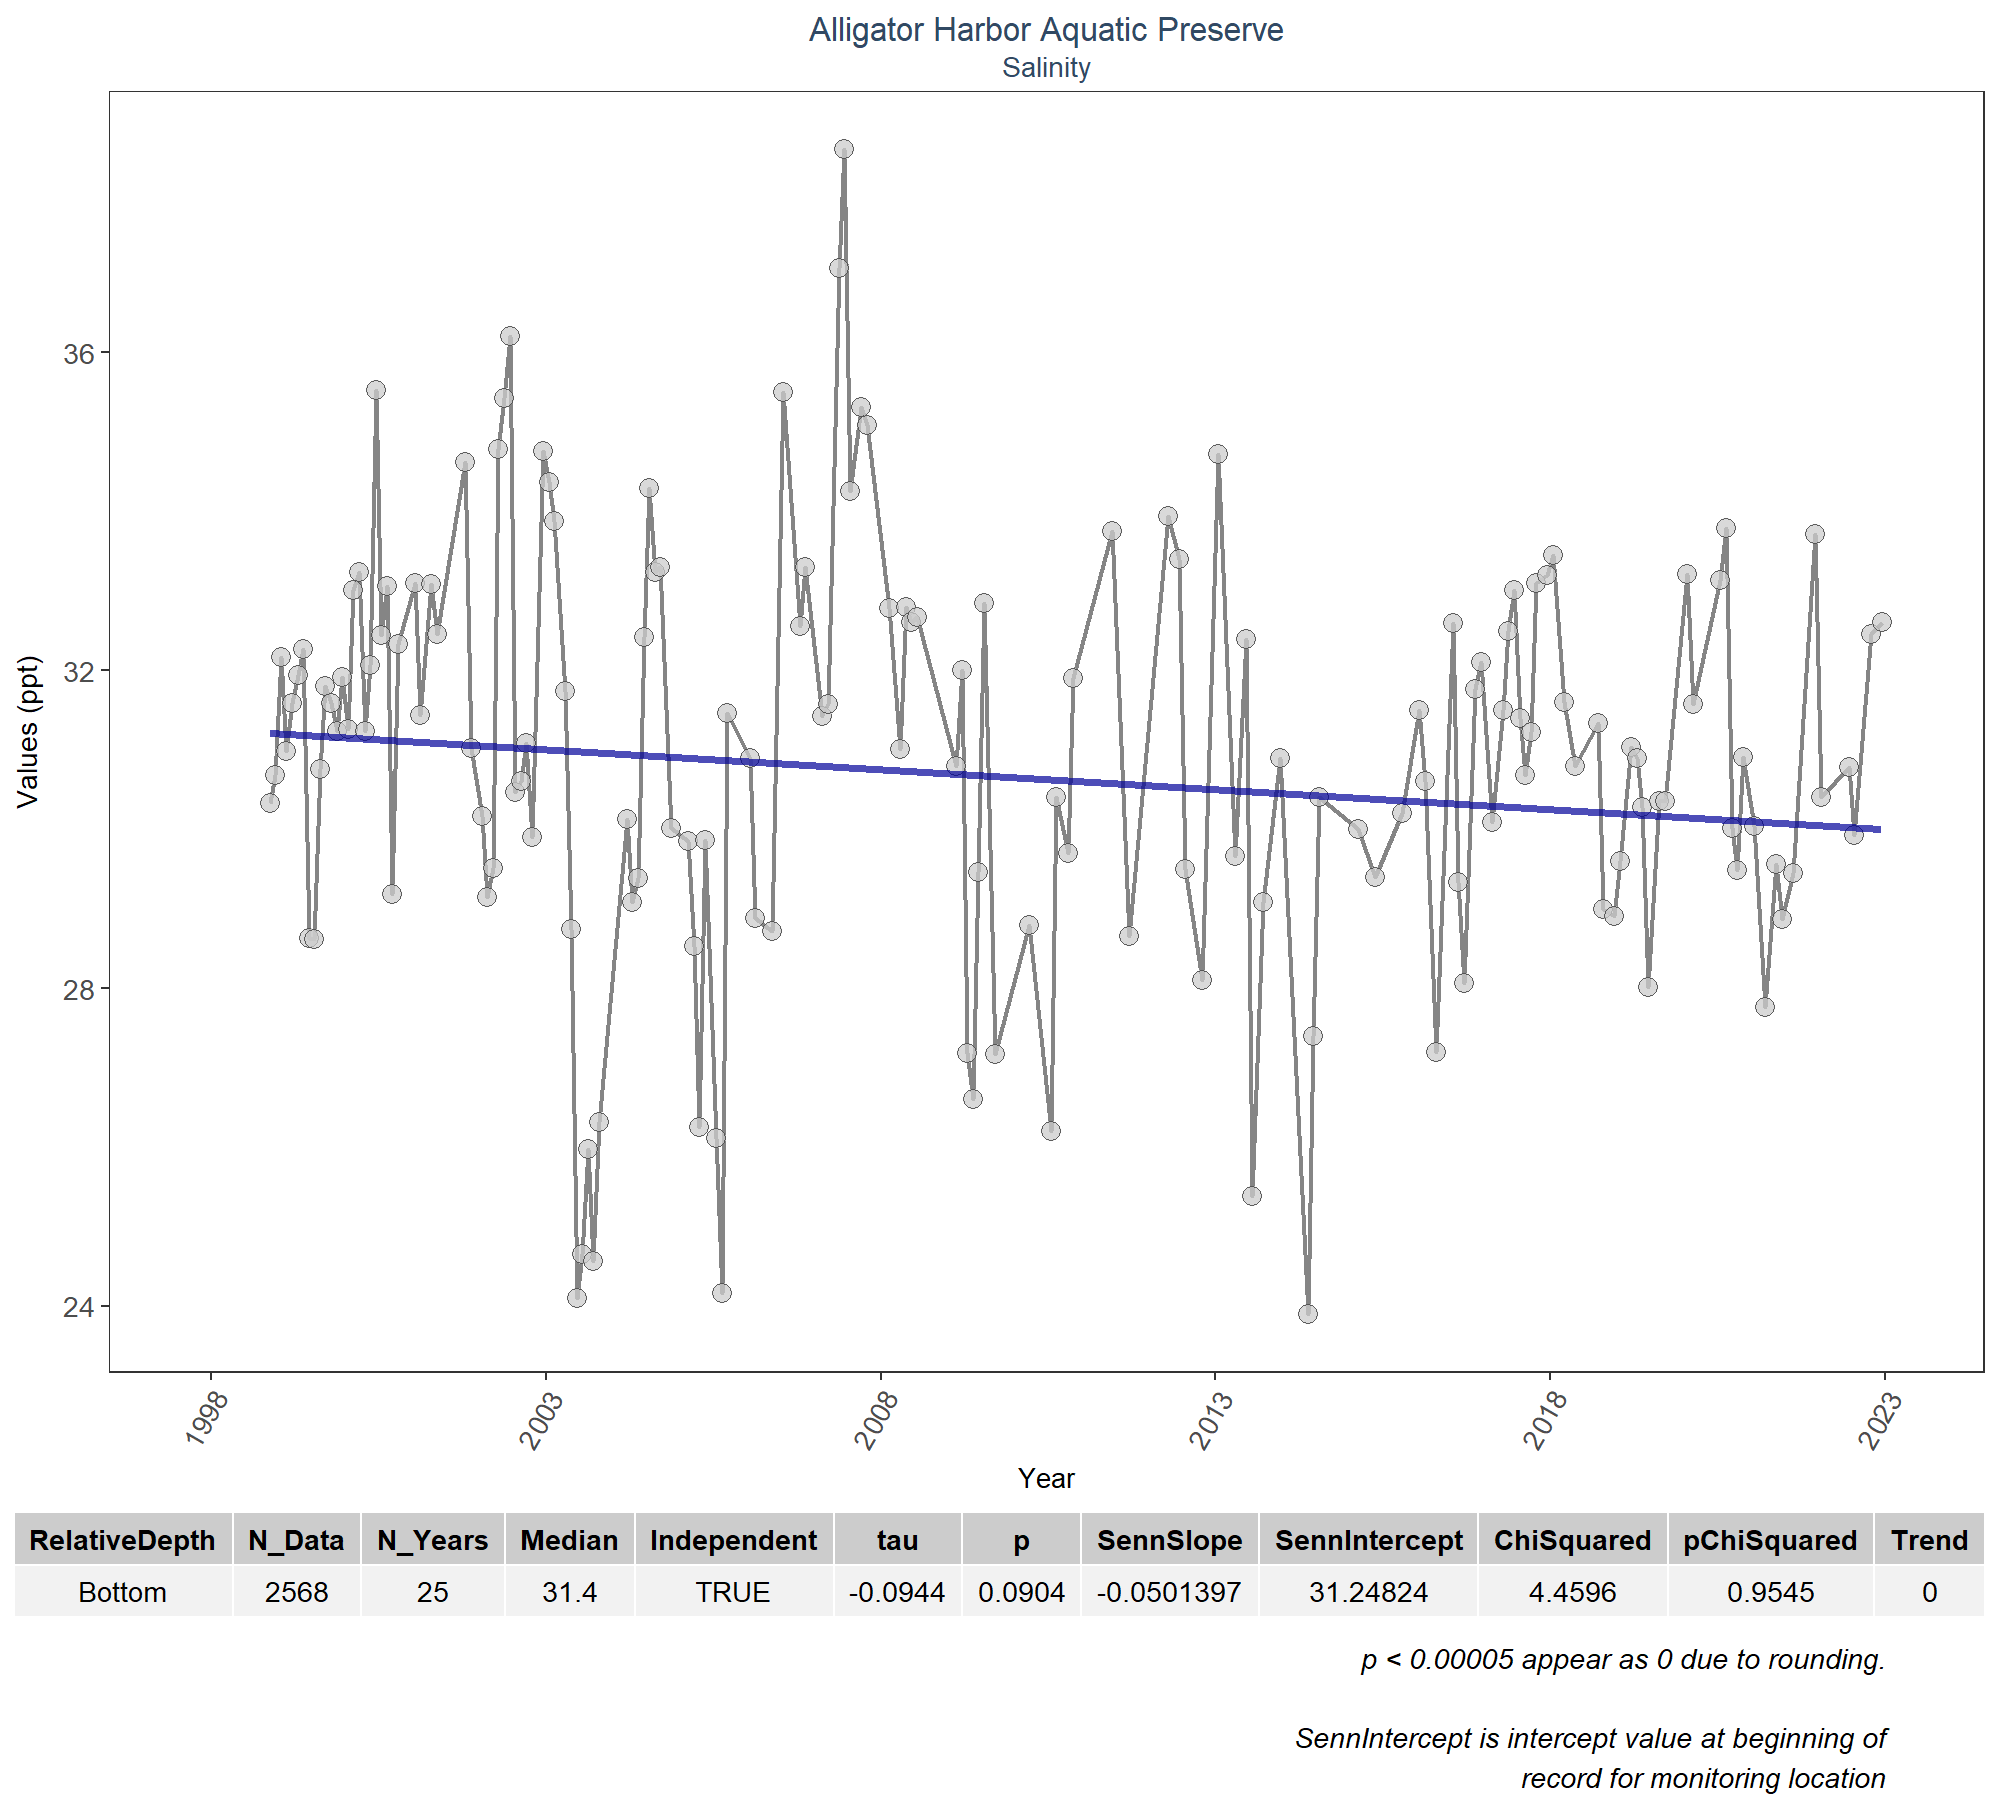 Alligator Harbor Aquatic Preserve
Salinity
Values (ppt)
36
32
28
24
1998
2003
2008
2013
2018
2023
Year
RelativeDepth N_Data N_Years Median Independent tau p SennSlope SennIntercept ChiSquared pChiSquared Trend
Bottom 2568 25 31.4 TRUE -0.0944 0.0904 -0.0501397 31.24824 4.4596 0.9545 0
p < 0.00005 appear as 0 due to rounding.
SennIntercept is intercept value at beginning of
record for monitoring location